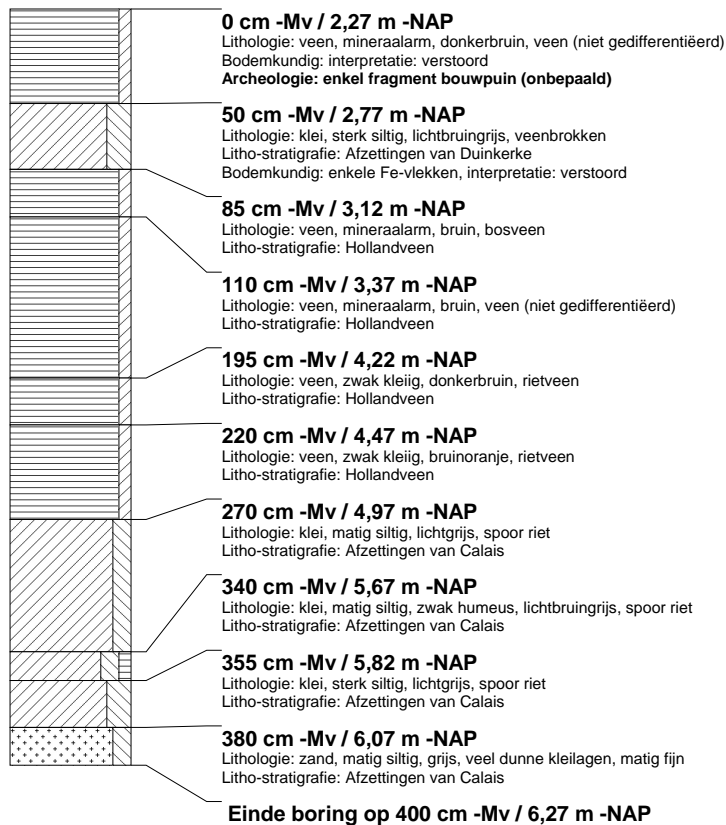 0 cm -Mv / 2,27 m -NAP
Lithologie: veen, mineraalarm, donkerbruin, veen (niet gedifferentiëerd)
Bodemkundig: interpretatie: verstoord
Archeologie: enkel fragment bouwpuin (onbepaald)
50 cm -Mv / 2,77 m -NAP
Lithologie: klei, sterk siltig, lichtbruingrijs, veenbrokken
Litho-stratigrafie: Afzettingen van Duinkerke
Bodemkundig: enkele Fe-vlekken, interpretatie: verstoord
85 cm -Mv / 3,12 m -NAP
Lithologie: veen, mineraalarm, bruin, bosveen
Litho-stratigrafie: Hollandveen
110 cm -Mv / 3,37 m -NAP
Lithologie: veen, mineraalarm, bruin, veen (niet gedifferentiëerd)
Litho-stratigrafie: Hollandveen
195 cm -Mv / 4,22 m -NAP
Lithologie: veen, zwak kleiig, donkerbruin, rietveen
Litho-stratigrafie: Hollandveen
220 cm -Mv / 4,47 m -NAP
Lithologie: veen, zwak kleiig, bruinoranje, rietveen
Litho-stratigrafie: Hollandveen
270 cm -Mv / 4,97 m -NAP
Lithologie: klei, matig siltig, lichtgrijs, spoor riet
Litho-stratigrafie: Afzettingen van Calais
340 cm -Mv / 5,67 m -NAP
Lithologie: klei, matig siltig, zwak humeus, lichtbruingrijs, spoor riet
Litho-stratigrafie: Afzettingen van Calais
355 cm -Mv / 5,82 m -NAP
Lithologie: klei, sterk siltig, lichtgrijs, spoor riet
Litho-stratigrafie: Afzettingen van Calais
380 cm -Mv / 6,07 m -NAP
Lithologie: zand, matig siltig, grijs, veel dunne kleilagen, matig fijn
Litho-stratigrafie: Afzettingen van Calais
Einde boring op 400 cm -Mv / 6,27 m -NAP